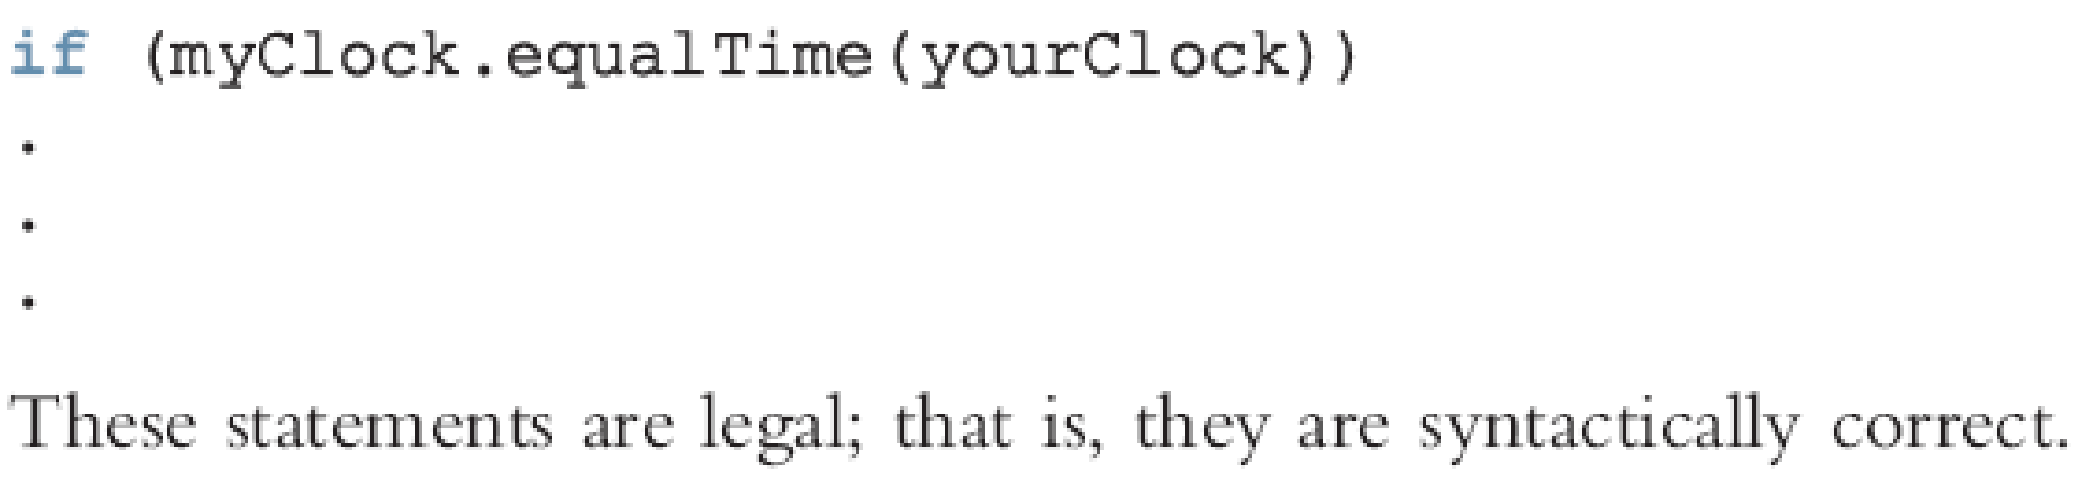 if (myClock.equalTime(yourClock))
.
.
.
These statements are legal; that is, they are syntactically correct.